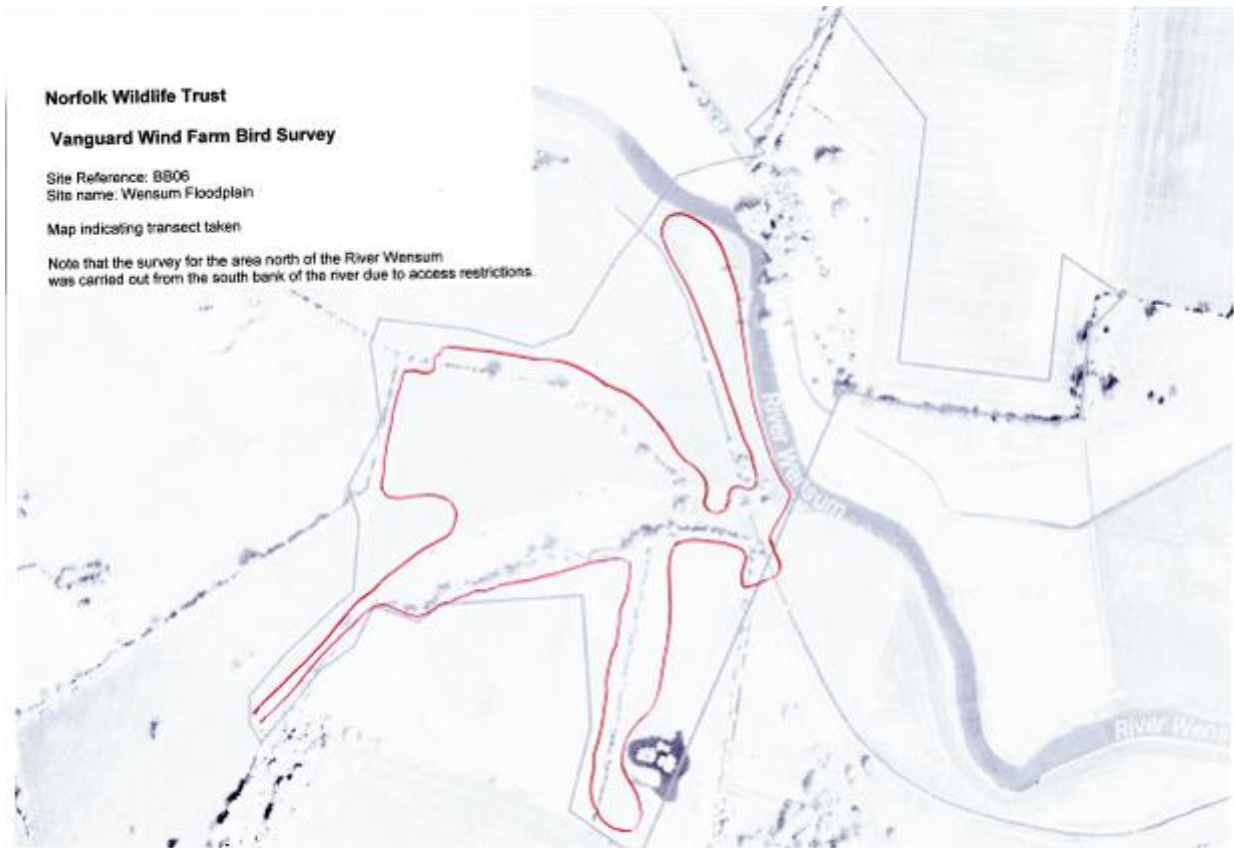 Norfolk Wildlife Trust
Vanguard Wind Farm Bird Survey
Site Reference: BB06
Site name: Wensum Floodplain
Map indicating transect taken
Note that the survey for the area north of the River Wensum
was carried out from the south bank of the river due to access restrictions.
River Wensum
River Wens